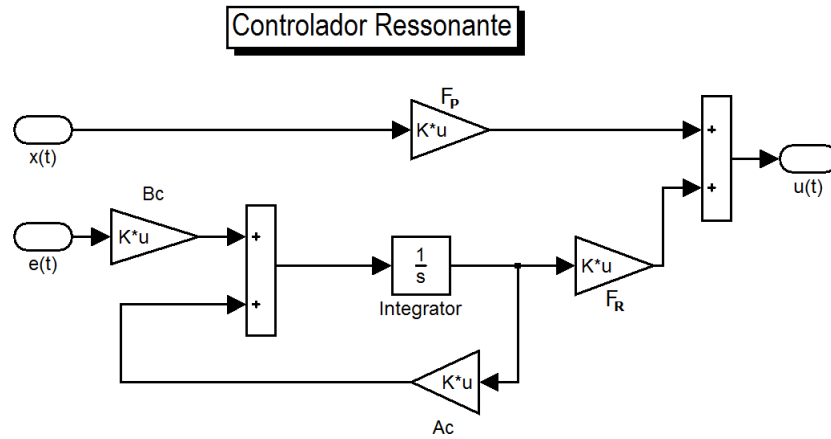 Controlador Ressonante
F_P
K*u
+
x(t)
+
u(t)
Bc
K*u
+
1
s
K*u
e(t)
+
Integrator
F_R
K*u
Ac